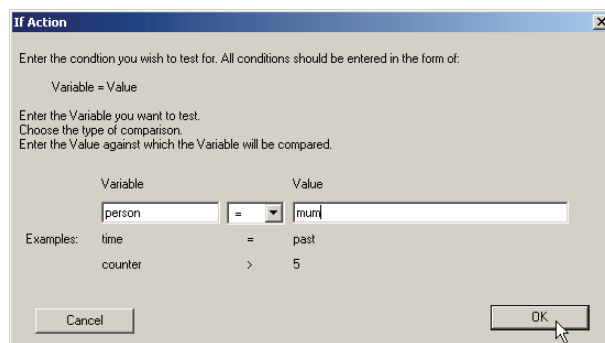 If Action
Enter the condtion you wish to test for. All conditions should be entered in the form of:
Variable = Value
Enter the Variable you want to test.
Choose the type of comparison.
Enter the Value against which the Variable will be compared.
Variable Value
person = mum
Examples: time = past
counter > 5
Cancel OK